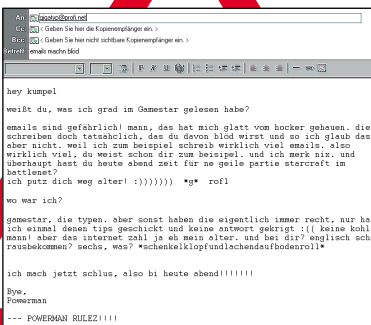 An: gigatyp@profi.net
Cc: < Geben Sie hier die Kopienempfänger ein. >
Bcc: < Geben Sie hier nicht sichtbare Kopienempfänger ein. >
Betreff: emails machn blöd
hey kumpel
weißt du, was ich grad im Gamestar gelesen habe?
emails sind gefährlich! mann, das hat mich glatt vom hocker gehauen. die
schreiben doch tatsächlich, das du davon blöd wirst und so ich glaub das
aber nicht. weil ich zum beispiel schreib wirklich viel emails. also
wirklich viel, du weist schon dir zum beisipel. und ich merk nix. und
überhaupt hast du heute abend zeit für ne geile partie starcraft im
battlenet?
ich putz dich weg alter! :))))))) *g* rofl
wo war ich?
gamestar, die typen. aber sonst haben die eigentlich immer recht, nur ha
ich einmal denen tips geschickt und keine antwort gekrigt :(( keine kohl
mann! aber das internet zahl ja eh mein alter. und bei dir? englisch sch
rausbekommen? sechs, was? *schenkelklopfundlachendaufbodenroll*
ich mach jetzt schlus, also bi heute abend!!!!!!!
Bye,
Powerman
--- POWERMAN RULEZ!!!!